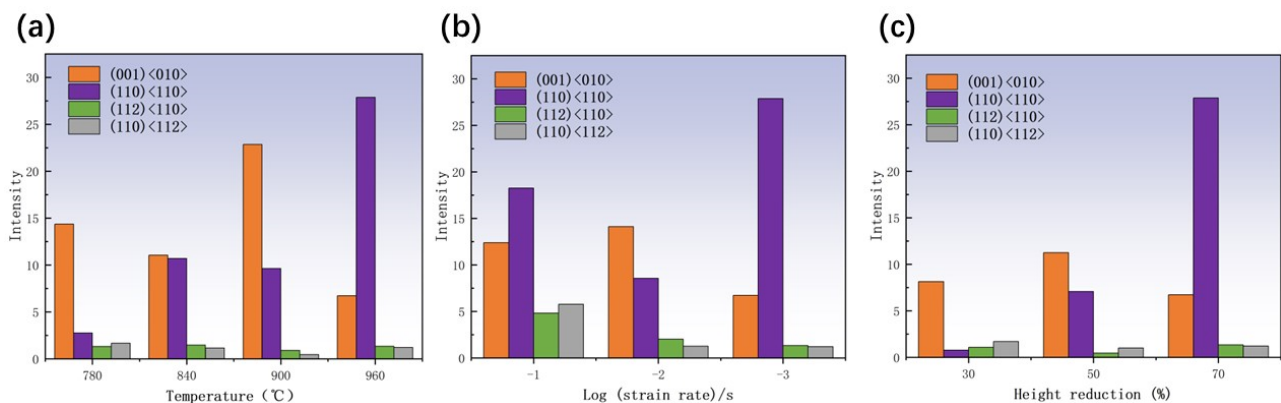 (a)
(001)<010>
(110)<110>
(112)<110>
(110)<112>
Intensity
30
25
20
15
10
5
0
780 840 900 960
Temperature（℃）
(b)
(001)<010>
(110)<110>
(112)<110>
(110)<112>
Intensity
30
25
20
15
10
5
0
-1 -2 -3
Log (strain rate)/s
(c)
(001)<010>
(110)<110>
(112)<110>
(110)<112>
Intensity
30
25
20
15
10
5
0
30 50 70
Height reduction (%)